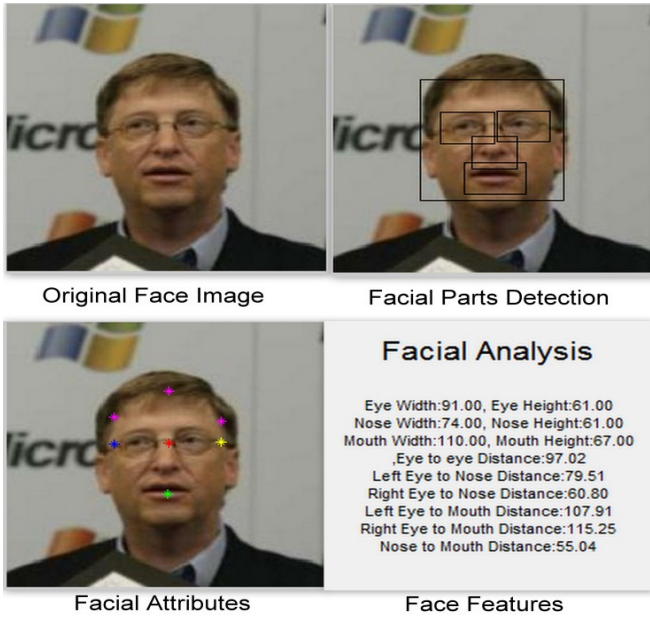 icro
icro
Original Face Image
Facial Parts Detection
icro
Facial Analysis
Eye Width:91.00, Eye Height:61.00
Nose Width:74.00, Nose Height:61.00
Mouth Width:110.00, Mouth Height:67.00
,Eye to eye Distance:97.02
Left Eye to Nose Distance:79.51
Right Eye to Nose Distance:60.80
Left Eye to Mouth Distance:107.91
Right Eye to Mouth Distance:115.25
Nose to Mouth Distance:55.04
Facial Attributes
Face Features